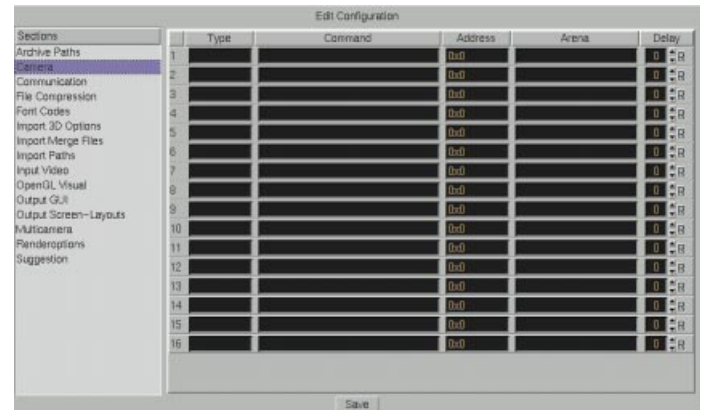 Edit Configuration
Sections
Archive Paths
Camera
Communication
File Compression
Font Codes
Import 3D Options
Import Merge Files
Import Paths
Input Video
OpenGL Visual
Output GUI
Output Screen-Layouts
Multicamera
Renderoptions
Suggestion
Type Command Address Arena Delay
1 0x0 0 R
2 0x0 0 R
3 0x0 0 R
4 0x0 0 R
5 0x0 0 R
6 0x0 0 R
7 0x0 0 R
8 0x0 0 R
9 0x0 0 R
10 0x0 0 R
11 0x0 0 R
12 0x0 0 R
13 0x0 0 R
14 0x0 0 R
15 0x0 0 R
16 0x0 0 R
Save